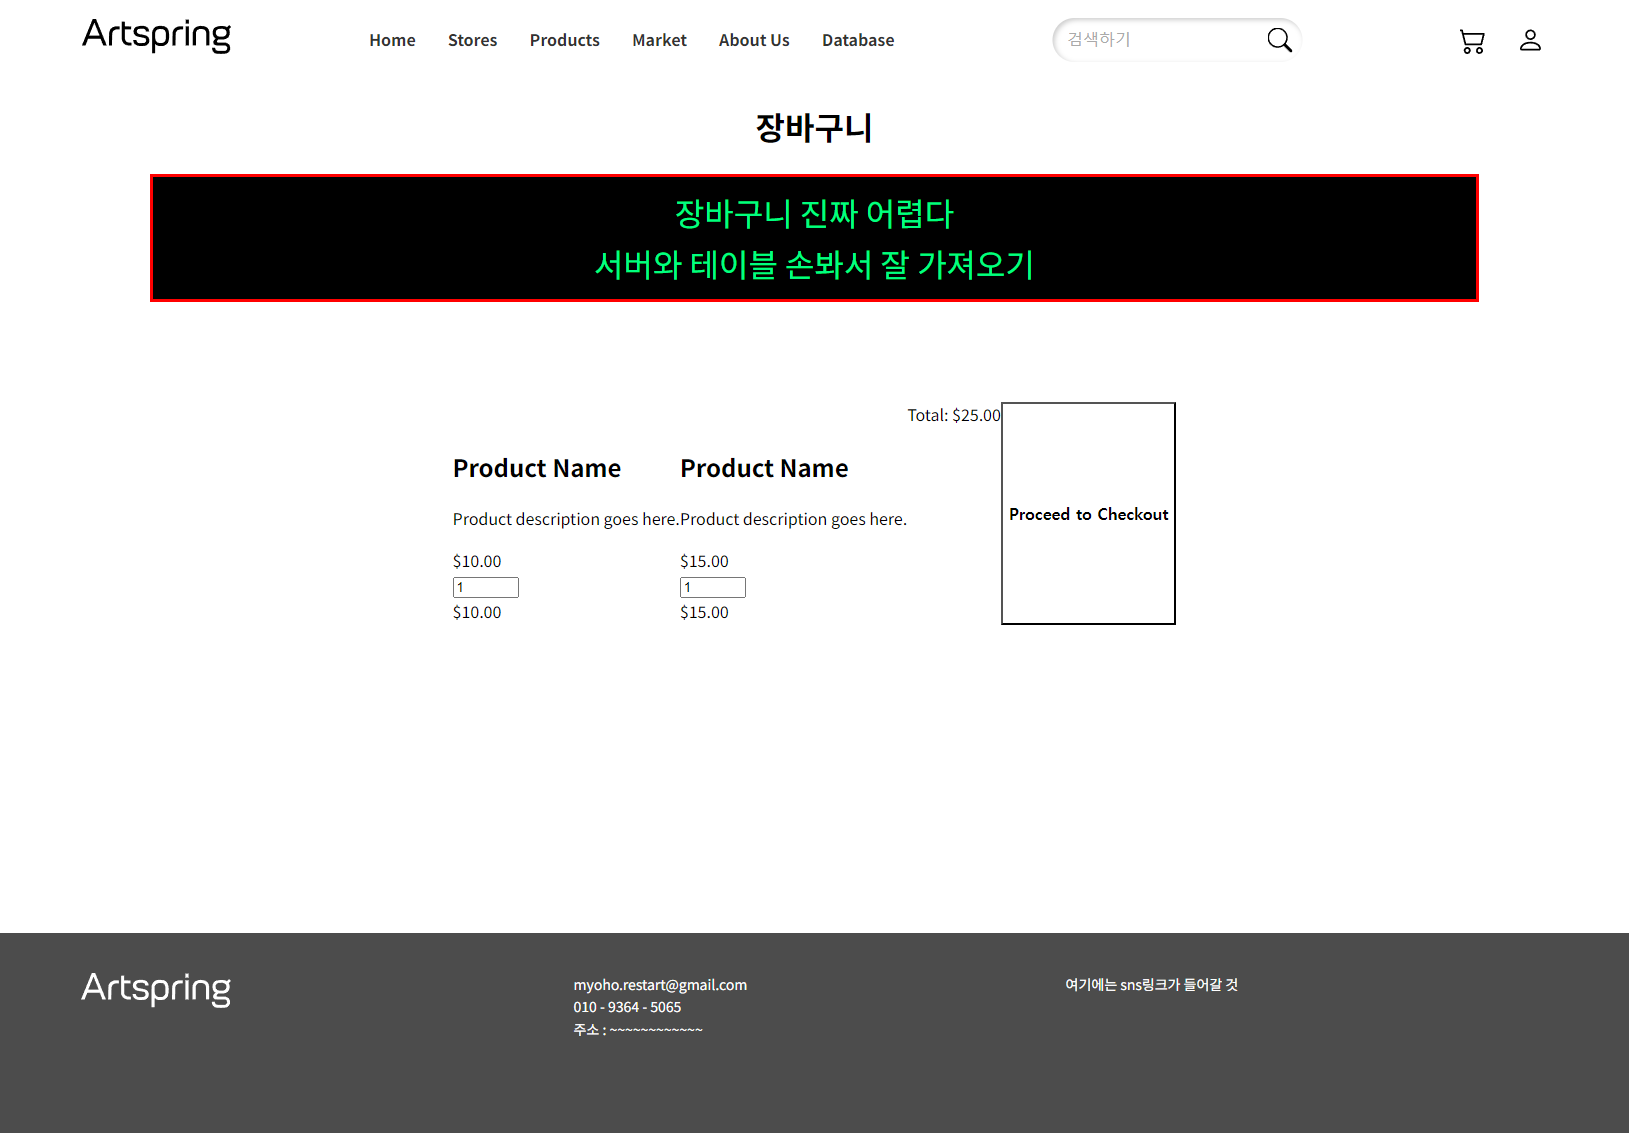 Artspring
Home Stores Products Market About Us Database
검색하기
장바구니
장바구니 진짜 어렵다
서버와 테이블 손봐서 잘 가져오기
Total: $25.00
Product Name
Product description goes here.
$10.00
1
$10.00
Product Name
Product description goes here.
$15.00
1
$15.00
Proceed to Checkout
Artspring
myoho.restart@gmail.com
010 - 9364 - 5065
주소 : ~~~~~~~~~~~~
여기에는 sns링크가 들어갈 것